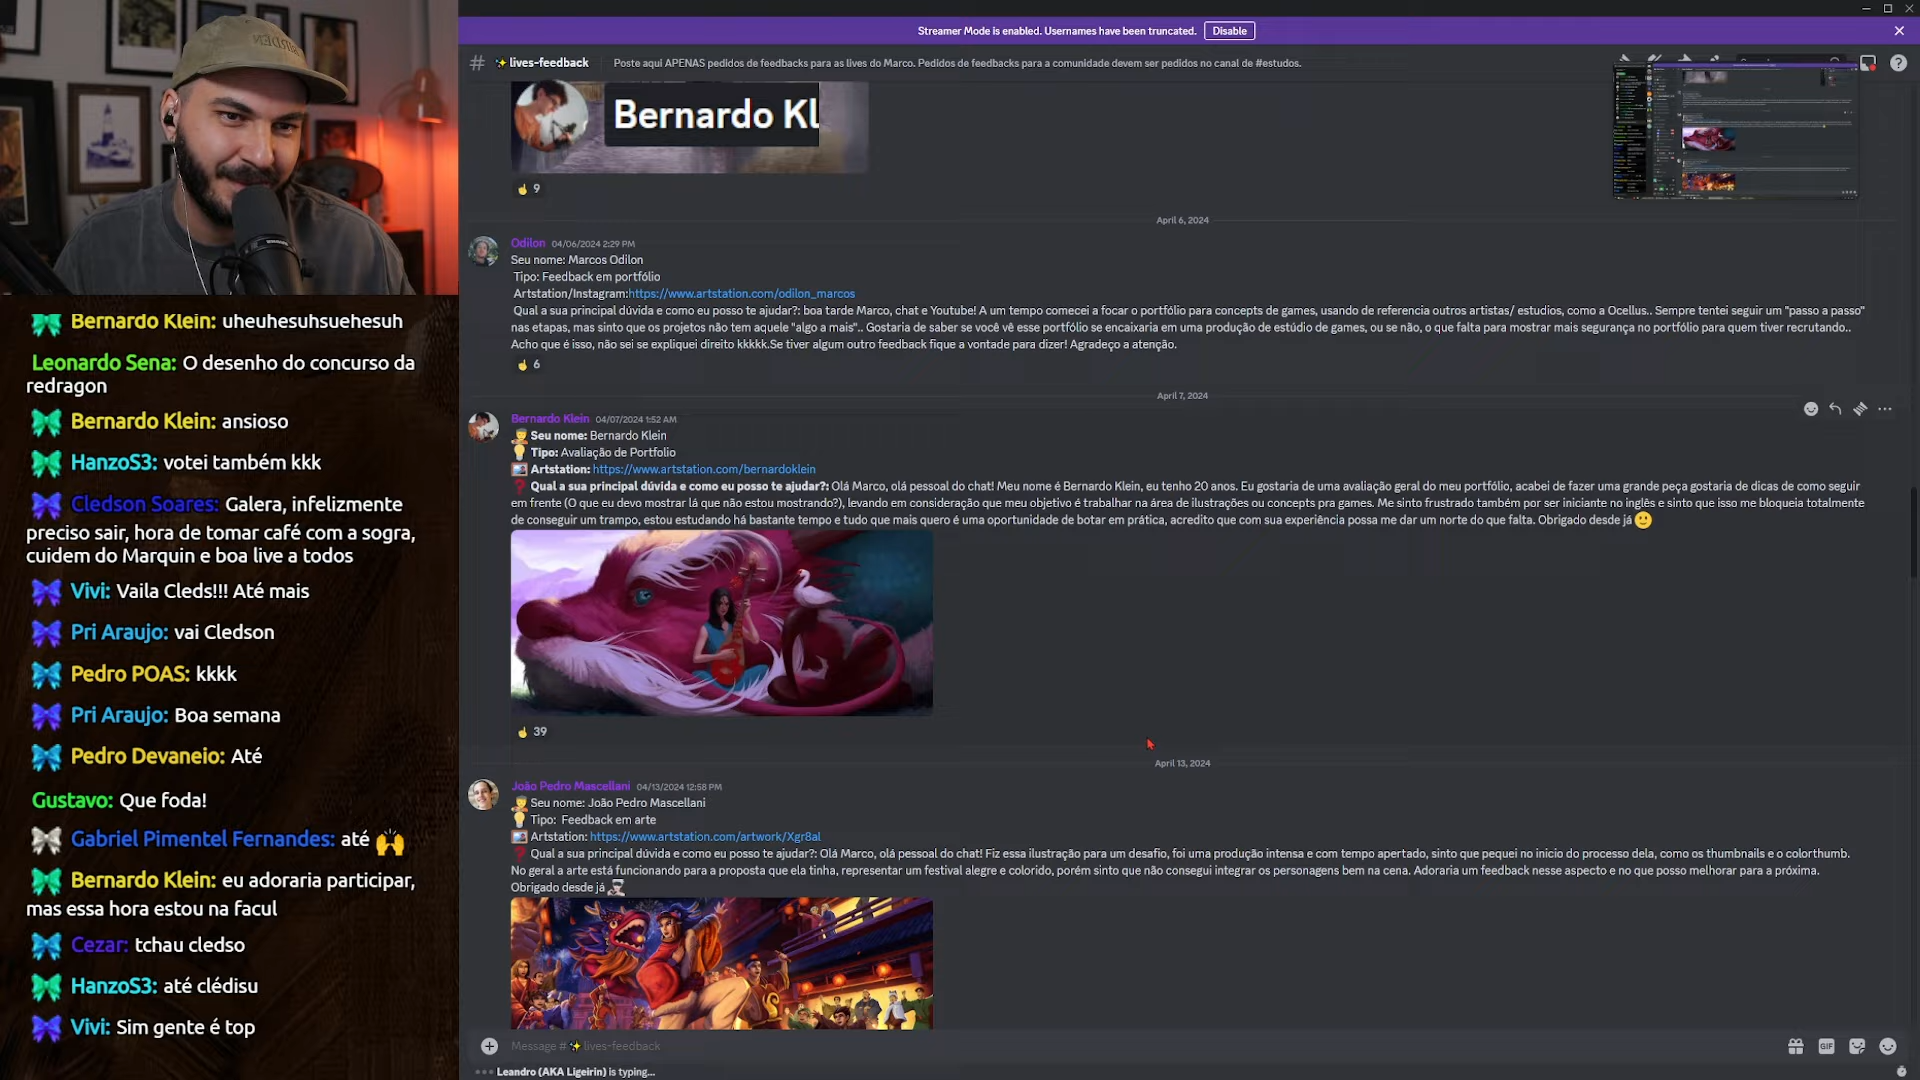 Streamer Mode is enabled. Usernames have been truncated. Disable
# ✨ lives-feedback Poste aqui APENAS pedidos de feedbacks para as lives do Marco. Pedidos de feedbacks para a comunidade devem ser pedidos no canal de #estudos.
Bernardo Kl
9
April 6, 2024
Odilon 04/06/2024 2:29 PM
Seu nome: Marcos Odilon
Tipo: Feedback em portfólio
Artstation/Instagram:https://www.artstation.com/odilon_marcos
Qual a sua principal dúvida e como eu posso te ajudar?: boa tarde Marco, chat e Youtube! A um tempo comecei a focar o portfólio para concepts de games, usando de referencia outros artistas/ estudios, como a Ocellus.. Sempre tentei seguir um "passo a passo"
nas etapas, mas sinto que os projetos não tem aquele "algo a mais".. Gostaria de saber se você vê esse portfólio se encaixaria em uma produção de estúdio de games, ou se não, o que falta para mostrar mais segurança no portfólio para quem tiver recrutando..
Acho que é isso, não sei se expliquei direito kkkkk.Se tiver algum outro feedback fique a vontade para dizer! Agradeço a atenção.
6
April 7, 2024
Bernardo Klein 04/07/2024 1:52 AM
Seu nome: Bernardo Klein
Tipo: Avaliação de Portfolio
Artstation: https://www.artstation.com/bernardoklein
❓ Qual a sua principal dúvida e como eu posso te ajudar?: Olá Marco, olá pessoal do chat! Meu nome é Bernardo Klein, eu tenho 20 anos. Eu gostaria de uma avaliação geral do meu portfólio, acabei de fazer uma grande peça gostaria de dicas de como seguir
em frente (O que eu devo mostrar lá que não estou mostrando?), levando em consideração que meu objetivo é trabalhar na área de ilustrações ou concepts pra games. Me sinto frustrado também por ser iniciante no inglês e sinto que isso me bloqueia totalmente
de conseguir um trampo, estou estudando há bastante tempo e tudo que mais quero é uma oportunidade de botar em prática, acredito que com sua experiência possa me dar um norte do que falta. Obrigado desde já 🙂
39
April 13, 2024
João Pedro Mascellani 04/13/2024 12:58 PM
Seu nome: João Pedro Mascellani
Tipo: Feedback em arte
Artstation: https://www.artstation.com/artwork/Xgr8al
❓ Qual a sua principal dúvida e como eu posso te ajudar?: Olá Marco, olá pessoal do chat! Fiz essa ilustração para um desafio, foi uma produção intensa e com tempo apertado, sinto que pequei no inicio do processo dela, como os thumbnails e o colorthumb.
No geral a arte está funcionando para a proposta que ela tinha, representar um festival alegre e colorido, porém sinto que não consegui integrar os personagens bem na cena. Adoraria um feedback nesse aspecto e no que posso melhorar para a próxima.
Obrigado desde já
Message #✨ lives-feedback
GIF
Leandro (AKA Ligeirin) is typing...
Bernardo Klein: uheuhesuhsuehesuh
Leonardo Sena: O desenho do concurso da
redragon
Bernardo Klein: ansioso
HanzoS3: votei também kkk
Cledson Soares: Galera, infelizmente
preciso sair, hora de tomar café com a sogra,
cuidem do Marquin e boa live a todos
Vivi: Vaila Cleds!!! Até mais
Pri Araujo: vai Cledson
Pedro POAS: kkkk
Pri Araujo: Boa semana
Pedro Devaneio: Até
Gustavo: Que foda!
Gabriel Pimentel Fernandes: até 🙌
Bernardo Klein: eu adoraria participar,
mas essa hora estou na facul
Cezar: tchau cledso
HanzoS3: até clédisu
Vivi: Sim gente é top